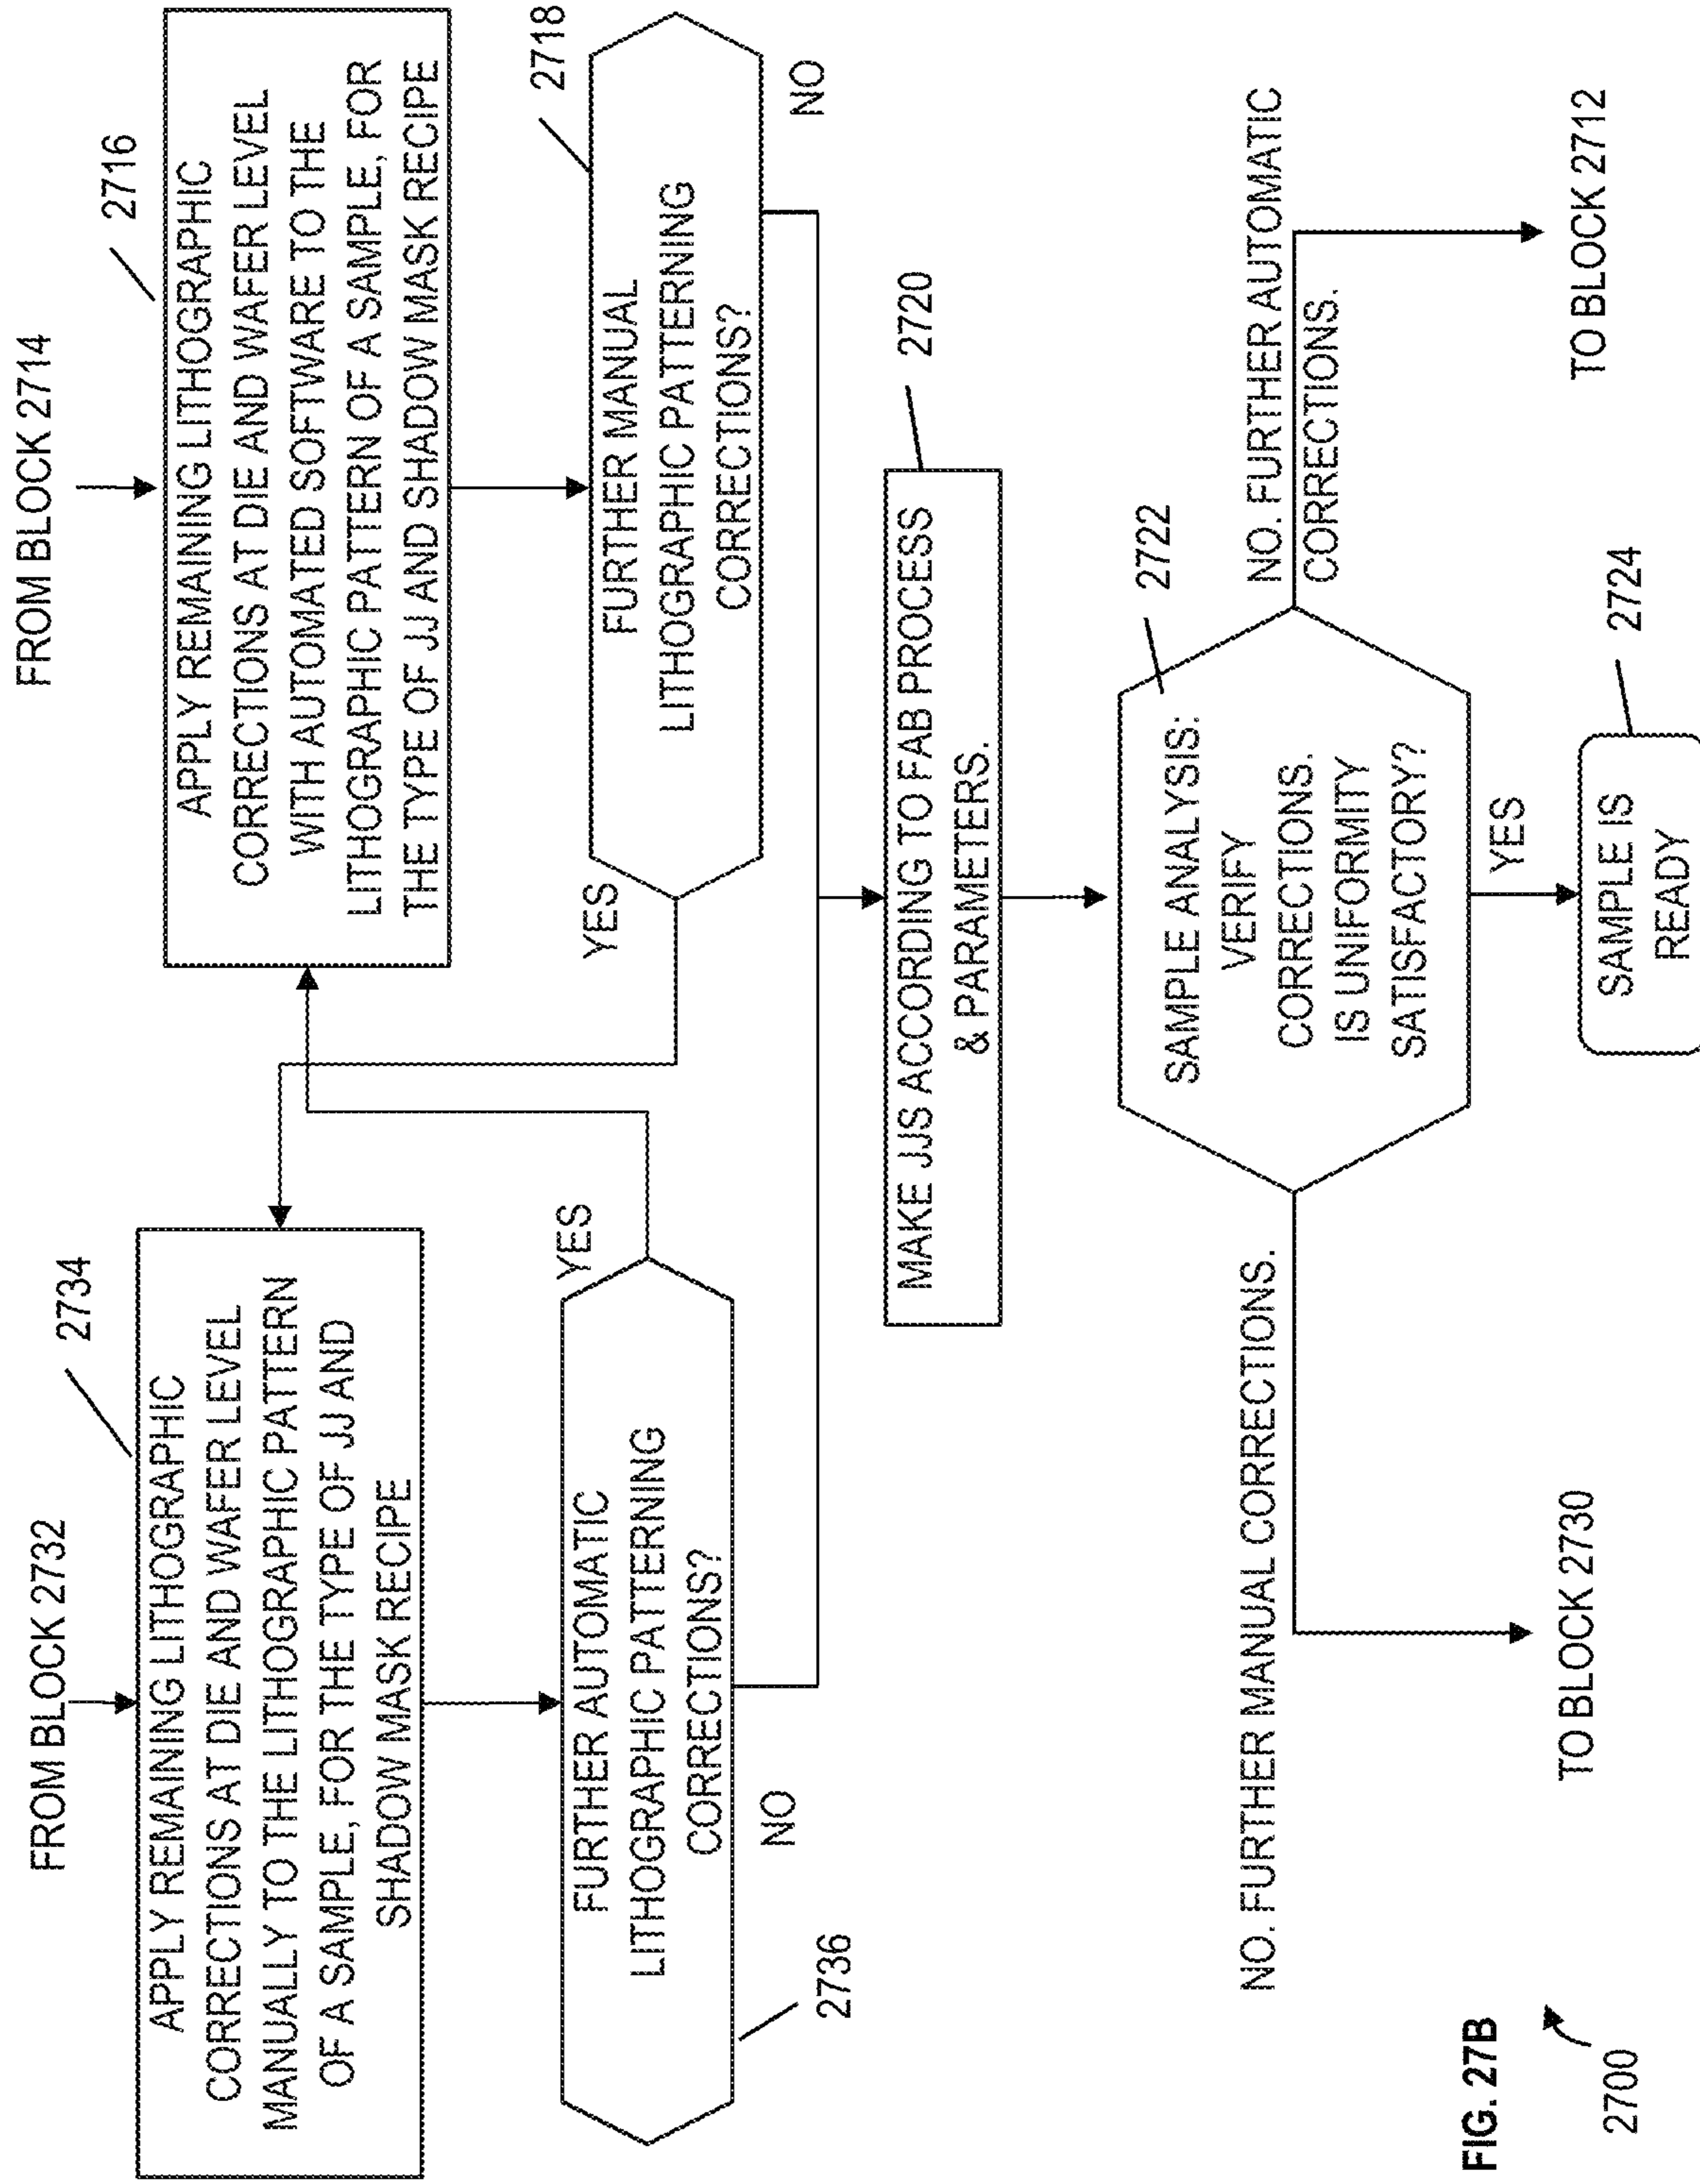 FROM BLOCK 2732
2734
APPLY REMAINING LITHOGRAPHIC
CORRECTIONS AT DIE AND WAFER LEVEL
MANUALLY TO THE LITHOGRAPHIC PATTERN
OF A SAMPLE, FOR THE TYPE OF JJ AND
SHADOW MASK RECIPE
FROM BLOCK 2714
2716
APPLY REMAINING LITHOGRAPHIC
CORRECTIONS AT DIE AND WAFER LEVEL
WITH AUTOMATED SOFTWARE TO THE
LITHOGRAPHIC PATTERN OF A SAMPLE, FOR
THE TYPE OF JJ AND SHADOW MASK RECIPE
YES
FURTHER AUTOMATIC
LITHOGRAPHIC PATTERNING
CORRECTIONS?
NO
2736
YES
2718
FURTHER MANUAL
LITHOGRAPHIC PATTERNING
CORRECTIONS?
NO
2720
MAKE JJS ACCORDING TO FAB PROCESS
& PARAMETERS.
2722
SAMPLE ANALYSIS:
VERIFY
CORRECTIONS.
IS UNIFORMITY
SATISFACTORY?
NO. FURTHER MANUAL CORRECTIONS.
TO BLOCK 2730
NO. FURTHER AUTOMATIC
CORRECTIONS.
TO BLOCK 2712
YES
2724
SAMPLE IS
READY
FIG. 27B
2700